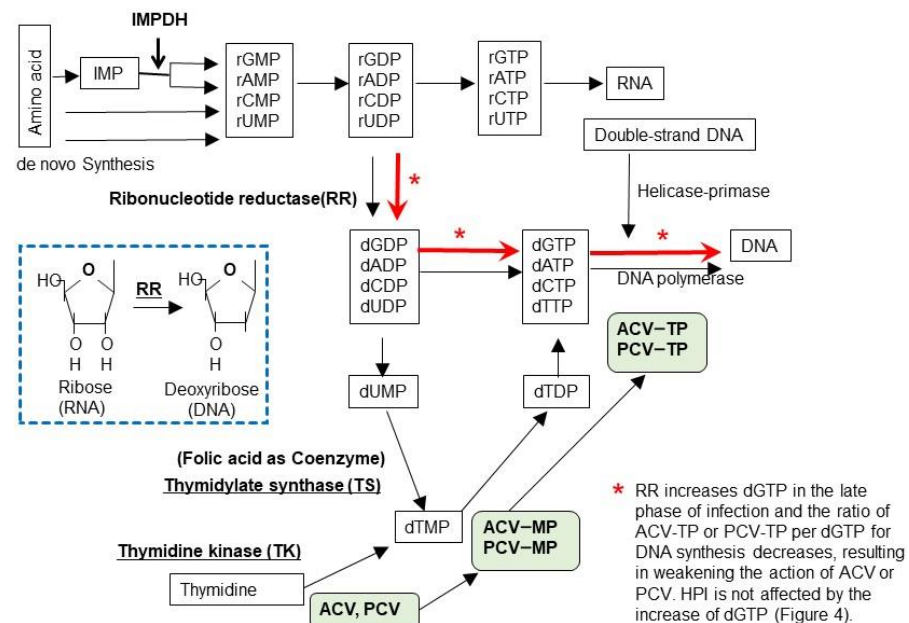 IMPDH
Amino acid
IMP
rGMP
rAMP
rCMP
rUMP
rGDP
rADP
rCDP
rUDP
rGTP
rATP
rCTP
rUTP
RNA
de novo Synthesis
Double-strand DNA
Ribonucleotide reductase(RR)
*
Helicase-primase
dGDP
dADP
dCDP
dUDP
*
dGTP
dATP
dCTP
dTTP
*
DNA polymerase
DNA
HO
O
O
H
O
H
Ribose
(RNA)
RR
HO
O
O
H
Deoxyribose
(DNA)
ACV–TP
PCV–TP
dUMP
dTDP
(Folic acid as Coenzyme)
Thymidylate synthase (TS)
dTMP
ACV–MP
PCV–MP
Thymidine kinase (TK)
Thymidine
ACV, PCV
* RR increases dGTP in the late
phase of infection and the ratio of
ACV-TP or PCV-TP per dGTP for
DNA synthesis decreases, resulting
in weakening the action of ACV or
PCV. HPI is not affected by the
increase of dGTP (Figure 4).